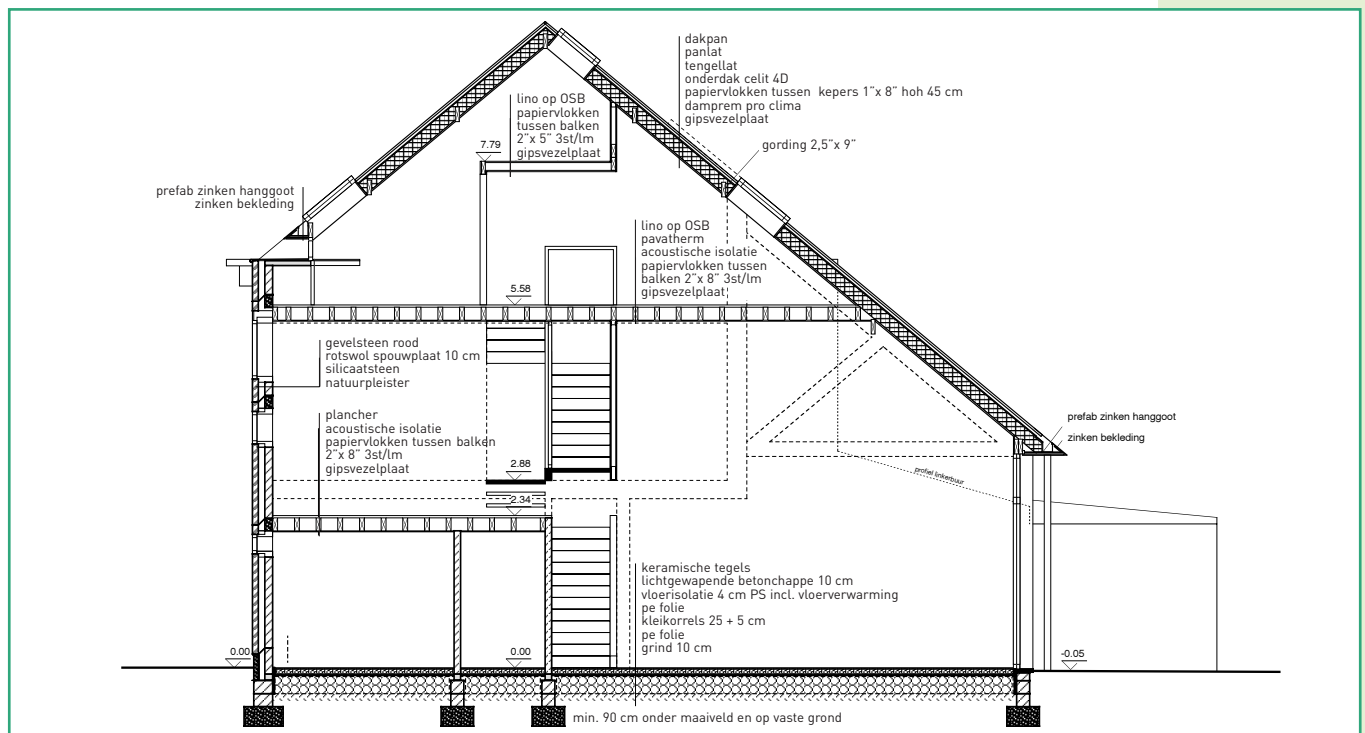 dakpan
panlat
tengellat
onderdak celit 4D
papiervlokken tussen kepers 1"x 8" hoh 45 cm
damprem pro clima
gipsvezelplaat
gording 2,5"x 9"
lino op OSB
papiervlokken
tussen balken
2"x 5" 3st/lm
gipsvezelplaat
7.79
prefab zinken hanggoot
zinken bekleding
lino op OSB
pavatherm
acoustische isolatie
papiervlokken tussen
balken 2"x 8" 3st/lm
gipsvezelplaat
5.58
gevelsteen rood
rotswol spouwplaat 10 cm
silicaatsteen
natuurpleister
plancher
acoustische isolatie
papiervlokken tussen balken
2"x 8" 3st/lm
gipsvezelplaat
prefab zinken hanggoot
zinken bekleding
2.88
profiel linkerbuur
2.34
keramische tegels
lichtgewapende betonchappe 10 cm
vloerisolatie 4 cm PS incl. vloerverwarming
pe folie
kleikorrels 25 + 5 cm
pe folie
grind 10 cm
0.00
0.00
-0.05
min. 90 cm onder maaiveld en op vaste grond